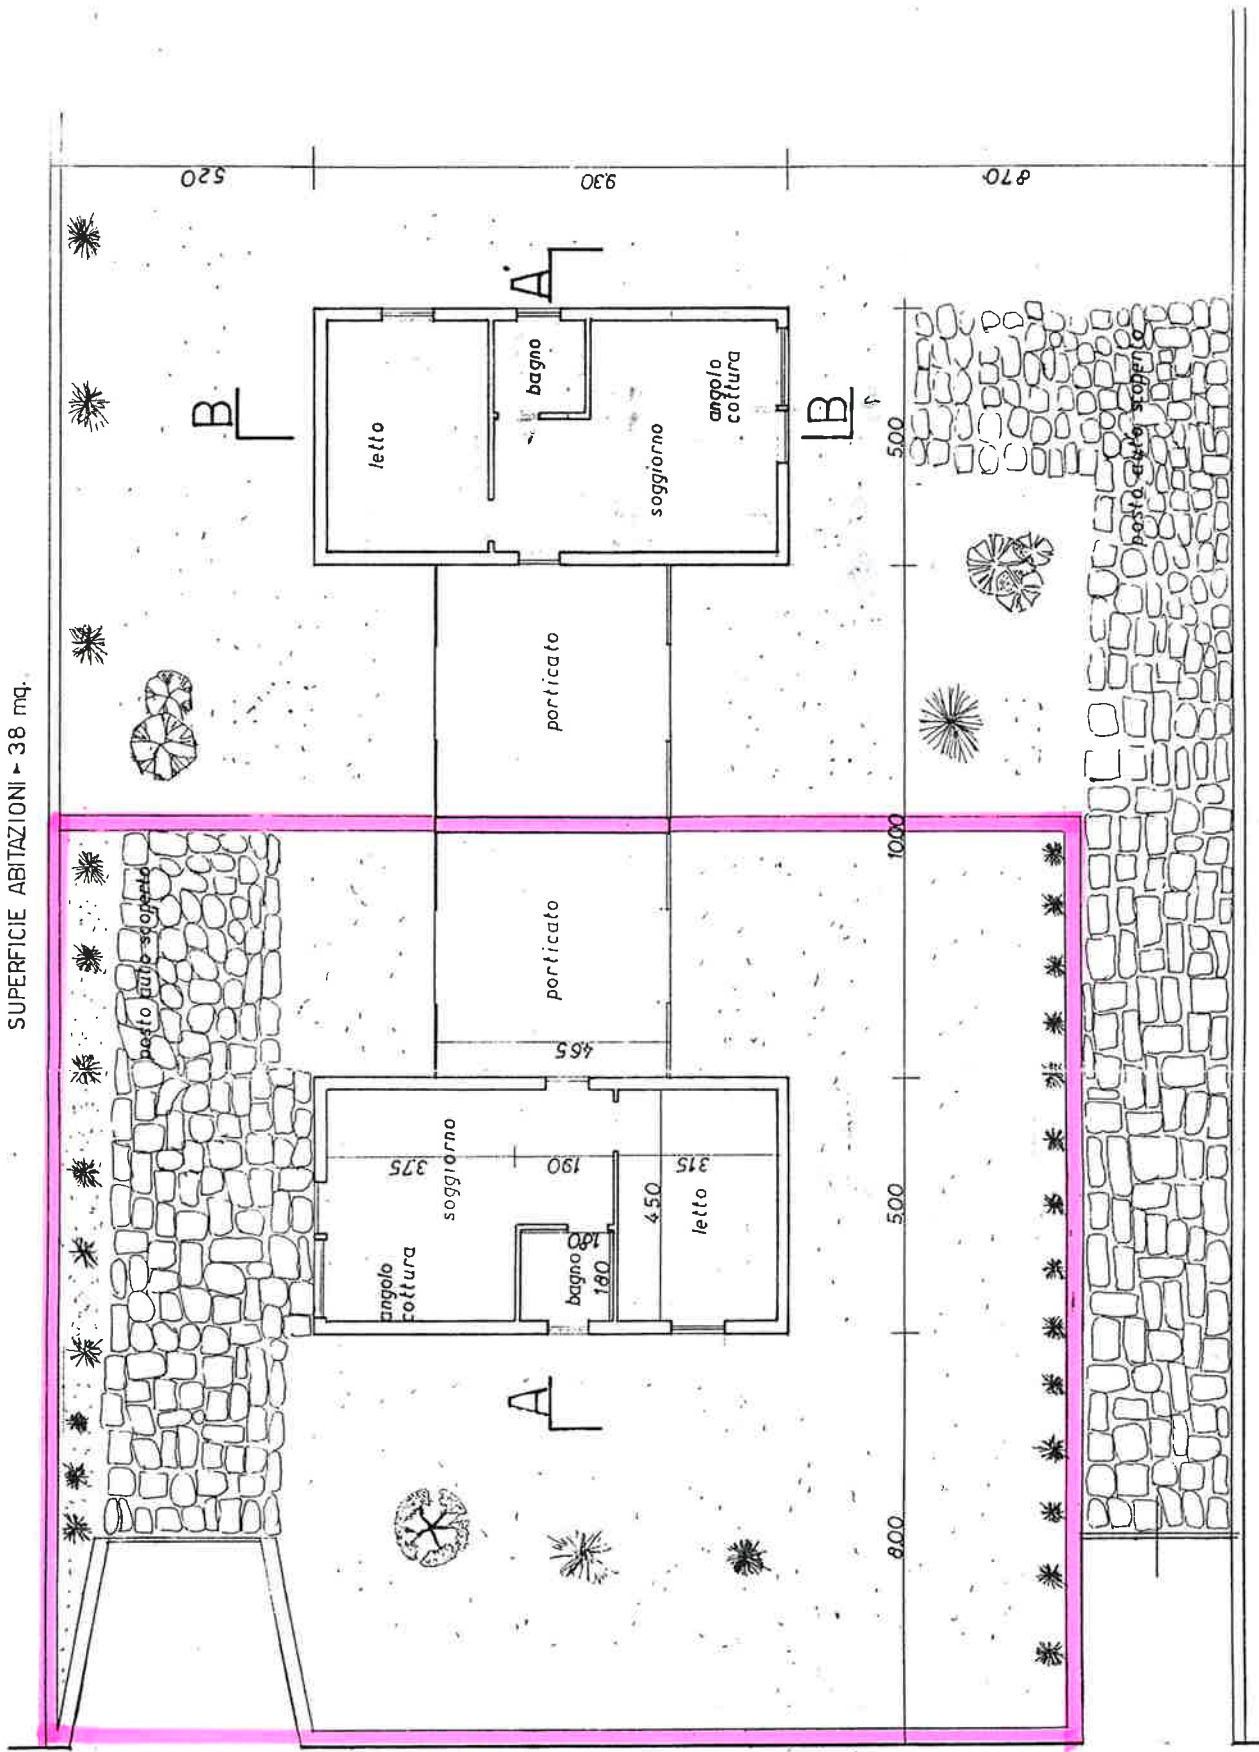 SUPERFICIE ABITAZIONI ► 38 mq.
520
930
870
A'
B
letto
bagno
angolo
cottura
soggiorno
B
500
posto auto scoperto
porticato
1000
posto auto scoperto
porticato
465
soggiorno
375
190
315
450
letto
500
angolo
cottura
bagno
180
180
A
800